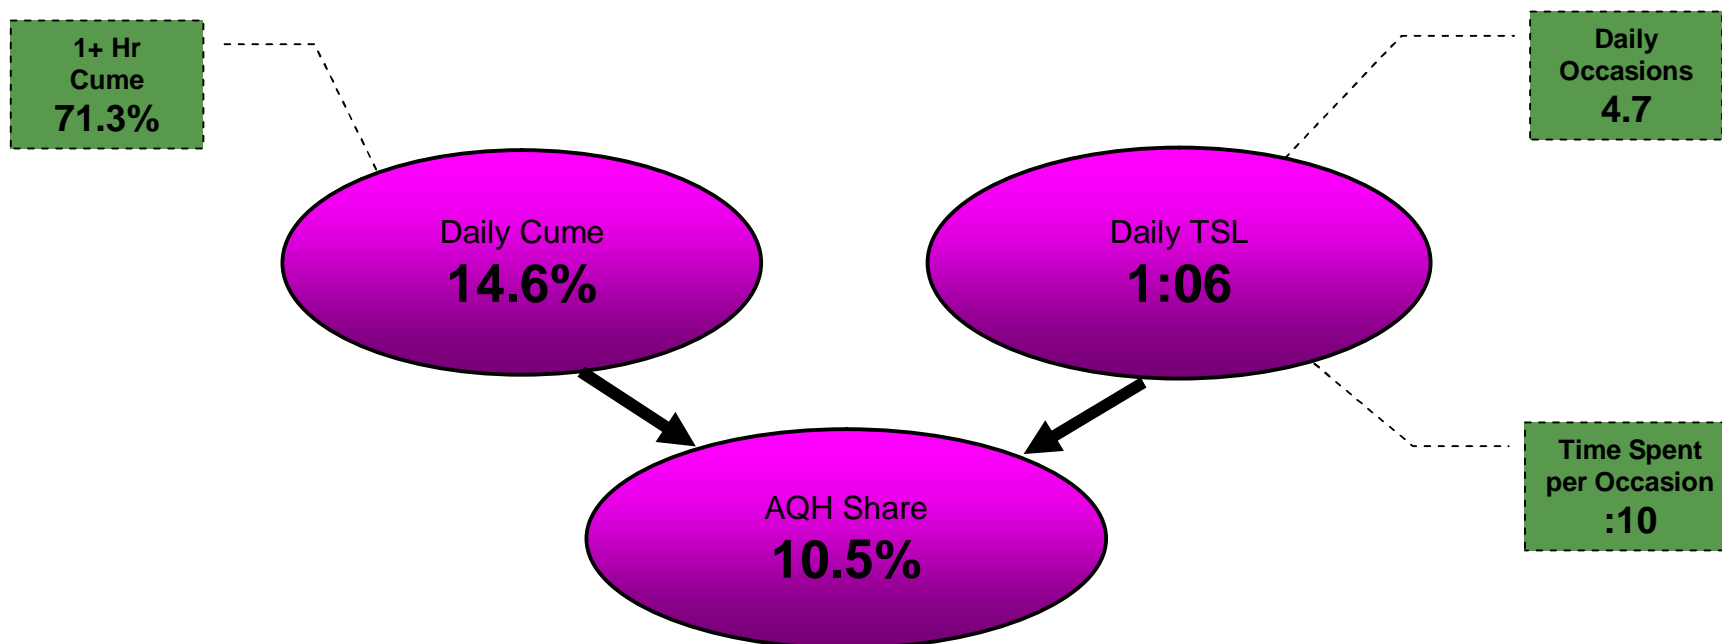 1+ Hr
Cume
71.3%
Daily
Occasions
4.7
Daily Cume
14.6%
Daily TSL
1:06
Time Spent
per Occasion
:10
AQH Share
10.5%